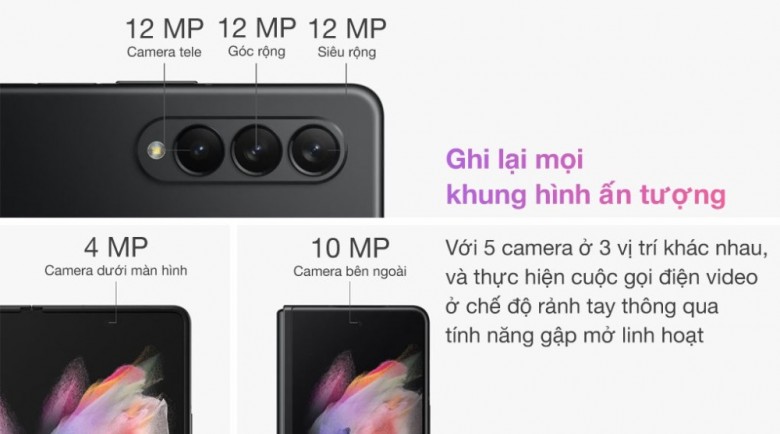 12 MP
Camera tele
12 MP
Góc rộng
12 MP
Siêu rộng
Ghi lại mọi
khung hình ấn tượng
4 MP
Camera dưới màn hình
10 MP
Camera bên ngoài
Với 5 camera ở 3 vị trí khác nhau,
và thực hiện cuộc gọi điện video
ở chế độ rảnh tay thông qua
tính năng gập mở linh hoạt